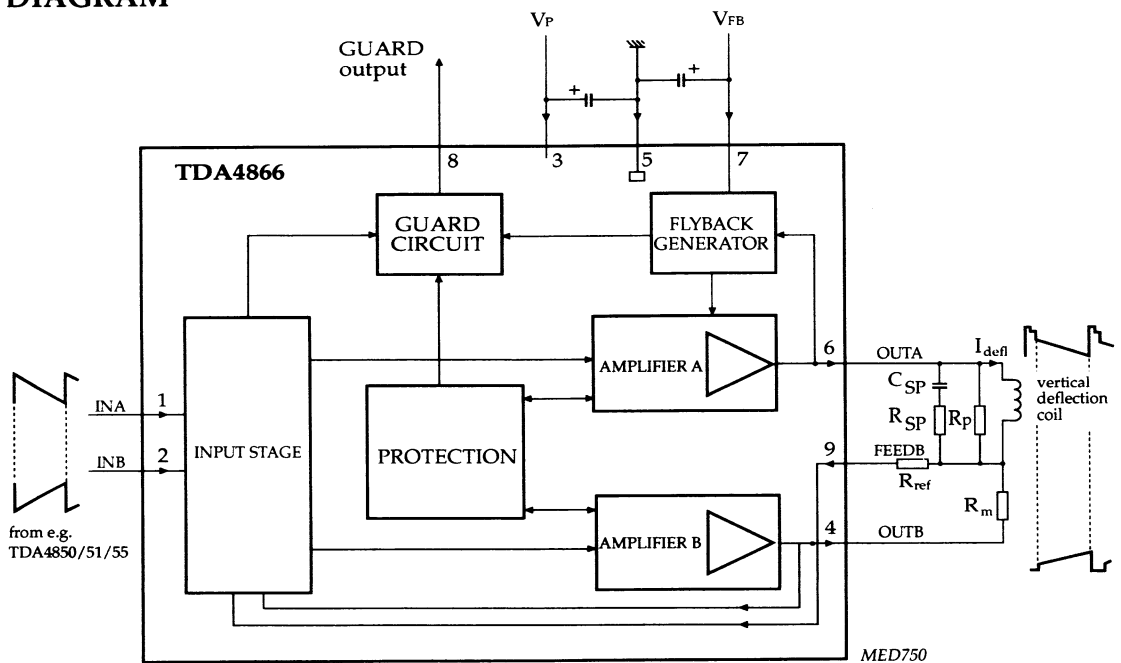 DIAGRAM
VP
VFB
GUARD
output
+
+
8
3
5
7
TDA4866
GUARD
CIRCUIT
FLYBACK
GENERATOR
AMPLIFIER A
6
OUTA
Idefl
vertical
deflection
coil
CSP
RSP
Rp
INA
1
INPUT STAGE
PROTECTION
INB
2
9
FEEDB
Rref
Rm
from e.g.
TDA4850/51/55
AMPLIFIER B
4
OUTB
MED750